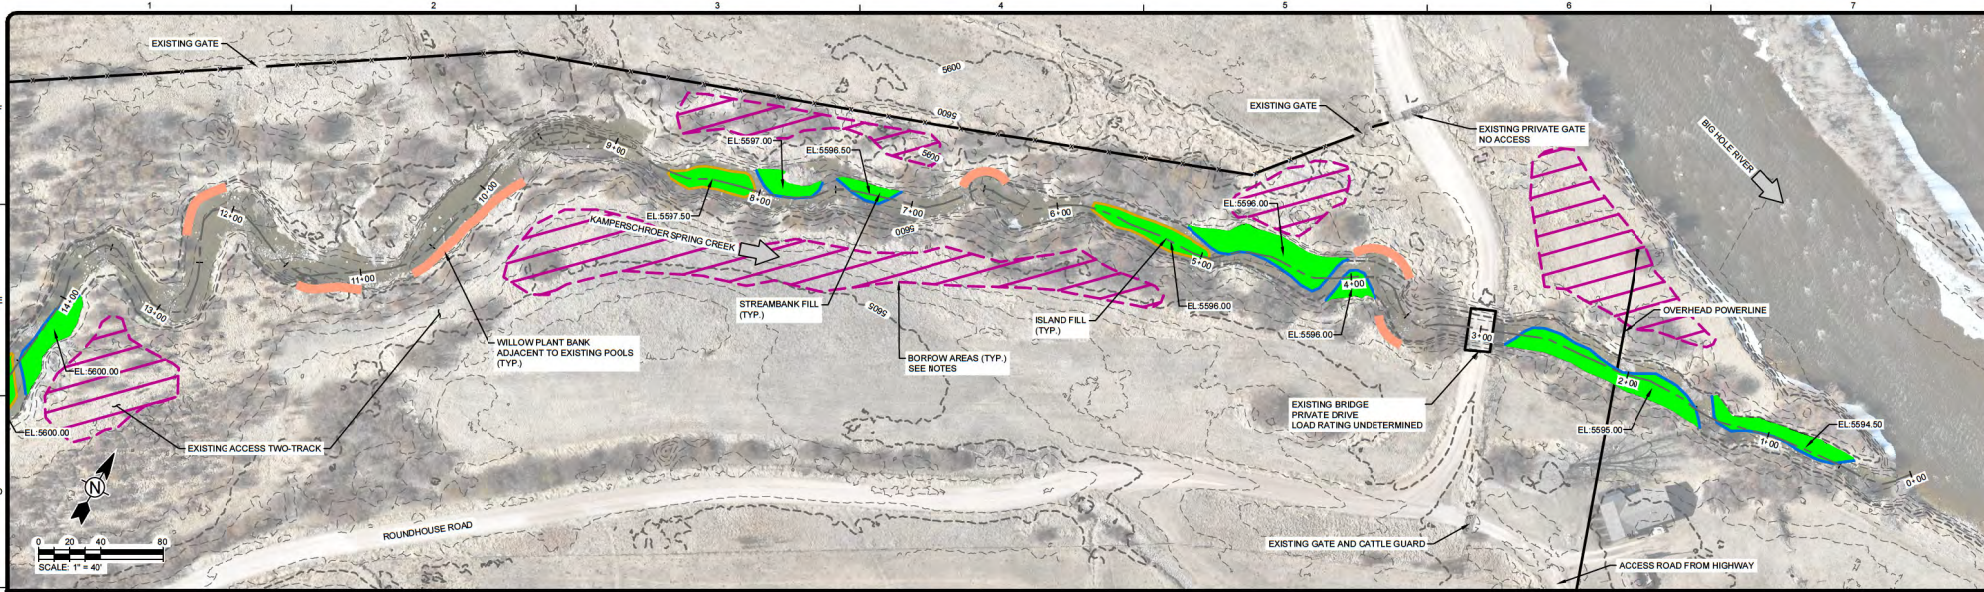 1
2
3
4
5
6
7
EXISTING GATE
5600
5600
EXISTING GATE
EXISTING PRIVATE GATE
NO ACCESS
BIG HOLE RIVER
9+00
EL:5597.00
EL:5596.50
5600
10+00
EL:5597.50
8+00
7+00
6+00
EL:5596.00
12+00
KAMPERSCHROER SPRING CREEK
5600
5+00
11+00
4+00
14+00
13+00
STREAMBANK FILL
(TYP.)
5605
EL:5596.00
ISLAND FILL
(TYP.)
EL:5596.00
3+00
OVERHEAD POWERLINE
WILLOW PLANT BANK
ADJACENT TO EXISTING POOLS
(TYP.)
BORROW AREAS (TYP.)
SEE NOTES
EL:5600.00
2+00
EXISTING BRIDGE
PRIVATE DRIVE
LOAD RATING UNDETERMINED
EL:5600.00
EL:5595.00
EL:5594.50
1+00
EXISTING ACCESS TWO-TRACK
0+00
N
ROUNDHOUSE ROAD
EXISTING GATE AND CATTLE GUARD
0 20 40 80
SCALE: 1" = 40'
ACCESS ROAD FROM HIGHWAY